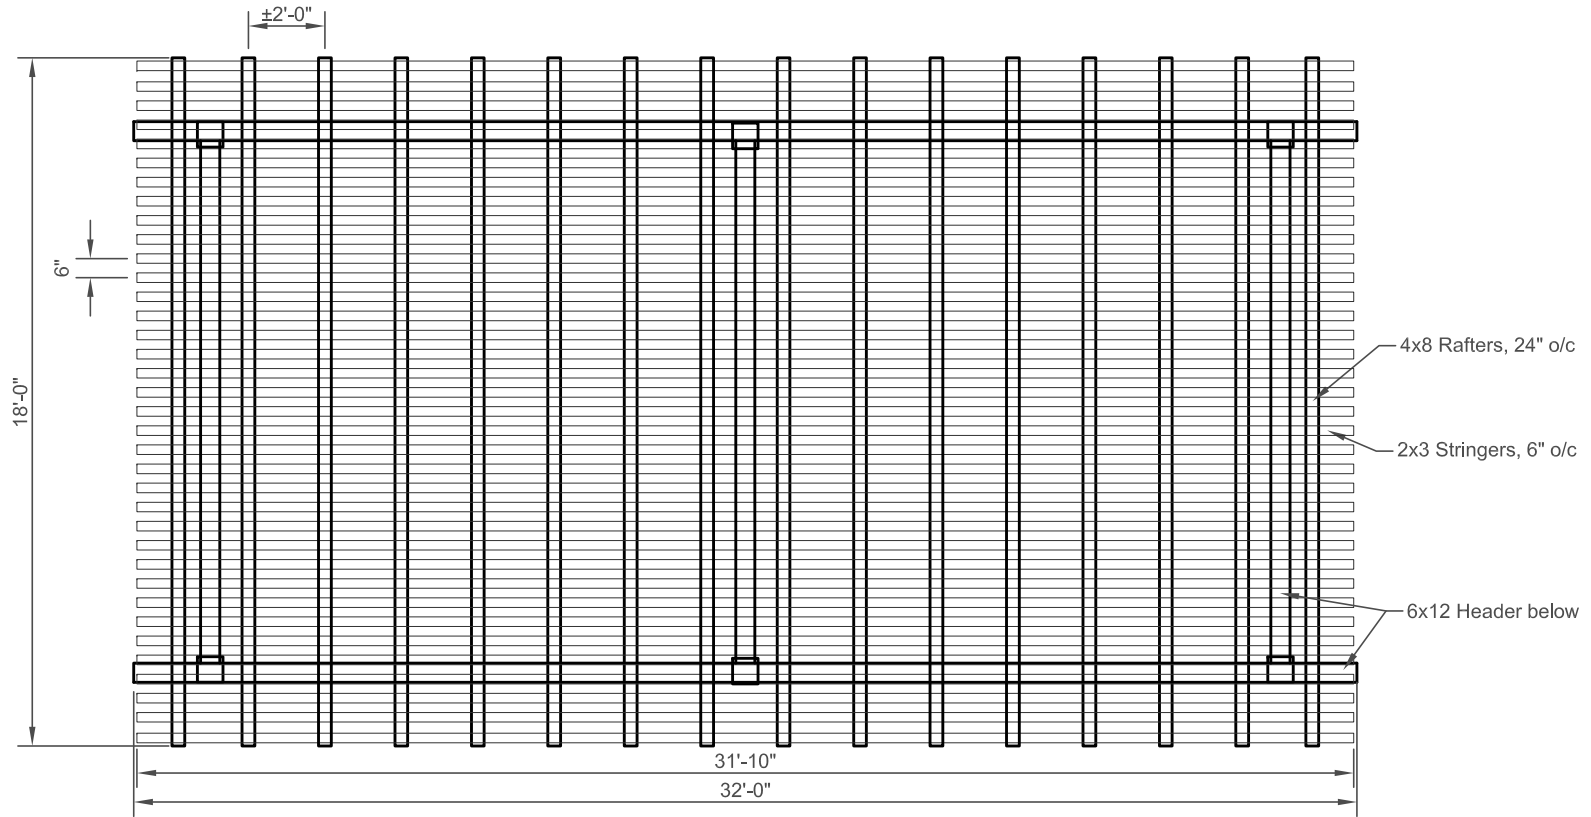 ±2'-0"
6"
18'-0"
4x8 Rafters, 24" o/c
2x3 Stringers, 6" o/c
6x12 Header below
31'-10"
32'-0"